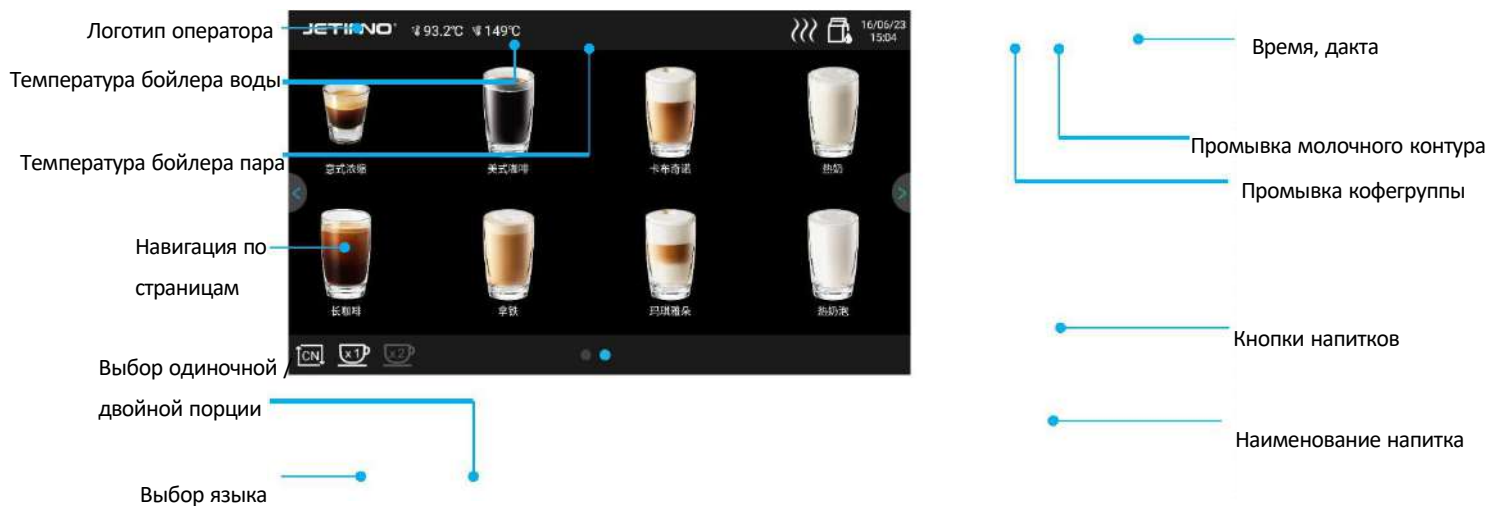 Логотип оператора
JETINNO
93.2℃ 149℃
16/06/23
15:04
Время, дакта
Температура бойлера воды
Промывка молочного контура
Температура бойлера пара
意式浓缩 美式咖啡 卡布奇诺 热奶
Промывка кофегруппы
< >
Навигация по
страницам
长咖啡 拿铁 玛琪雅朵 热奶泡
Кнопки напитков
CN x1 x2
Выбор одиночной /
двойной порции
Наименование напитка
Выбор языка